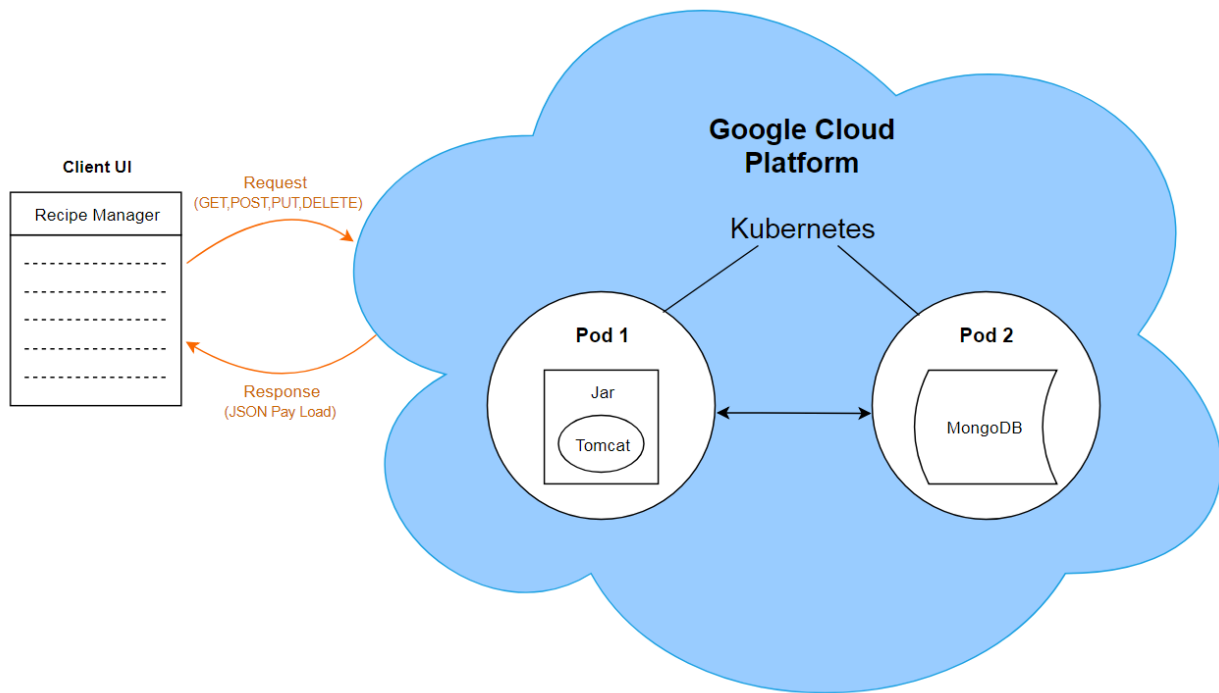 Client UI
Recipe Manager
Request
(GET,POST,PUT,DELETE)
Response
(JSON Pay Load)
Google Cloud
Platform
Kubernetes
Pod 1
Jar
Tomcat
Pod 2
MongoDB